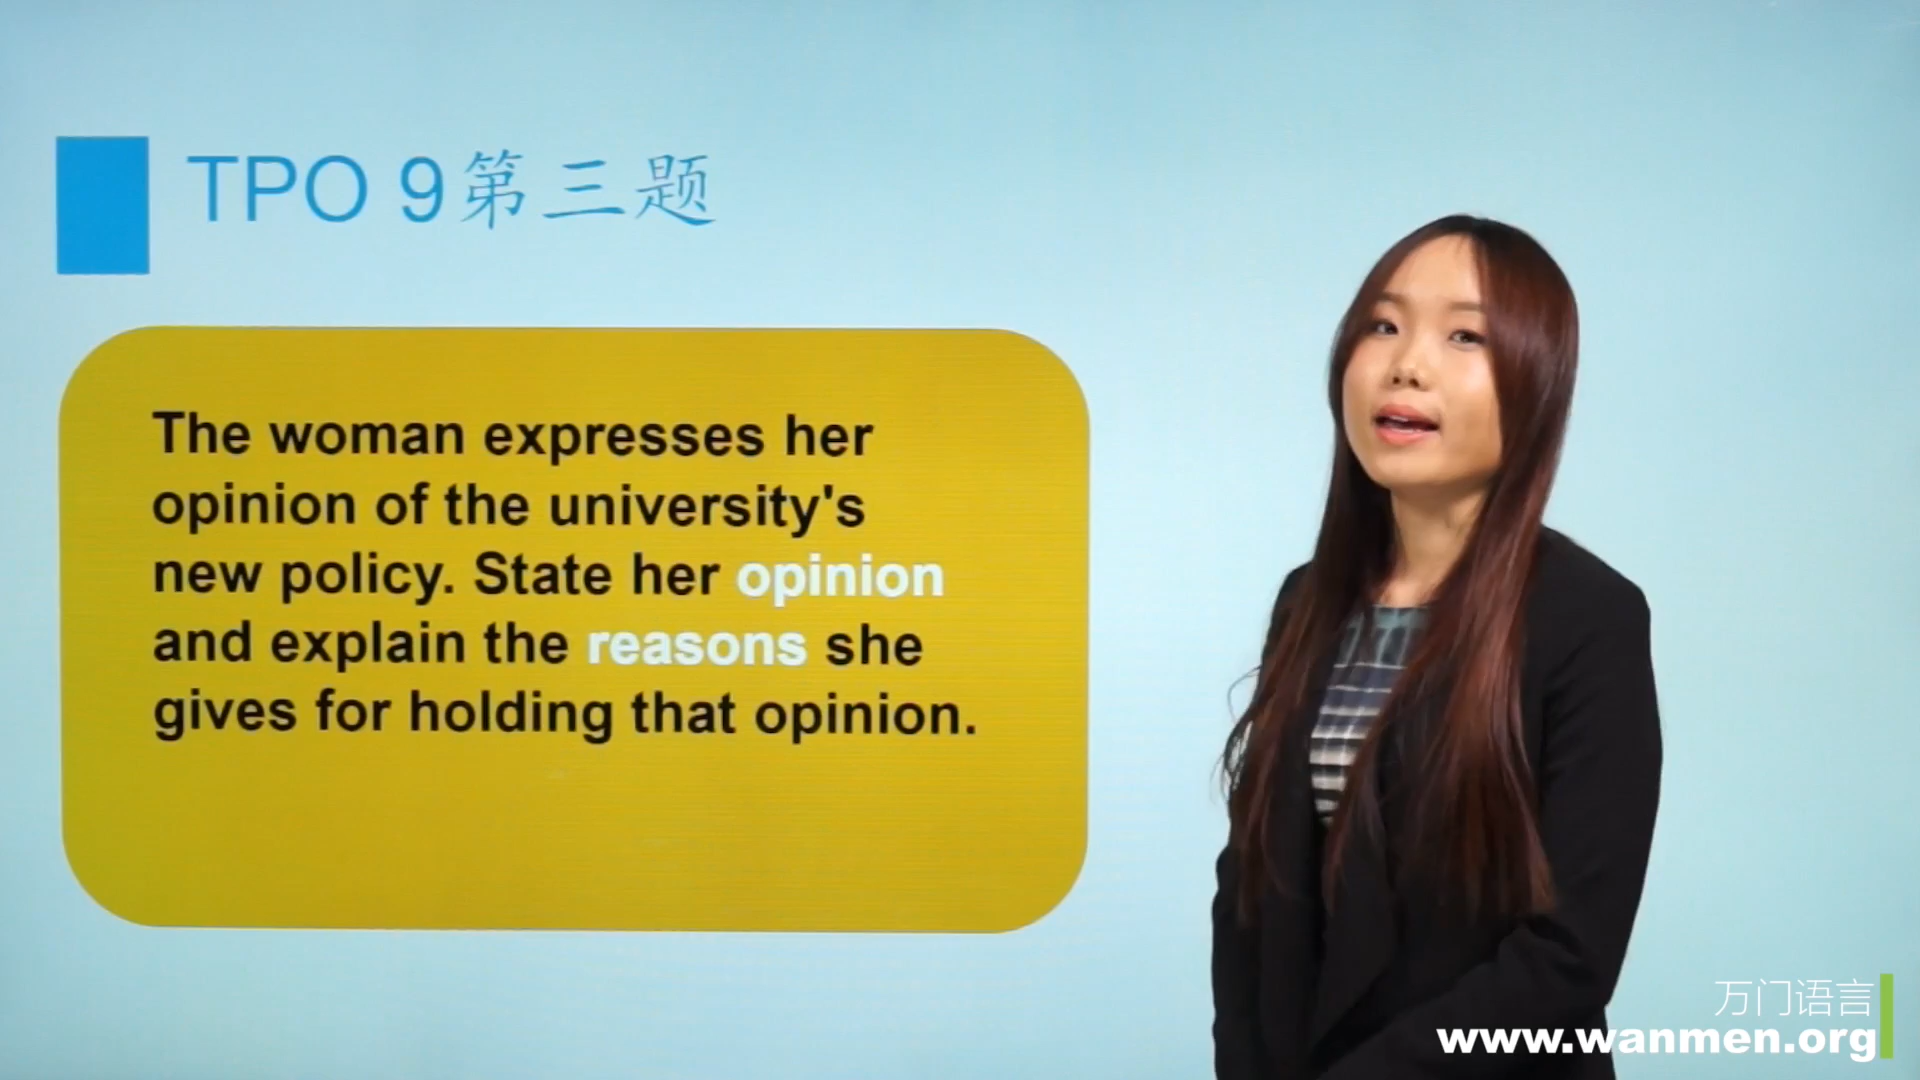 TPO 9第三题
The woman expresses her
opinion of the university's
new policy. State her opinion
and explain the reasons she
gives for holding that opinion.
万门语言
www.wanmen.org